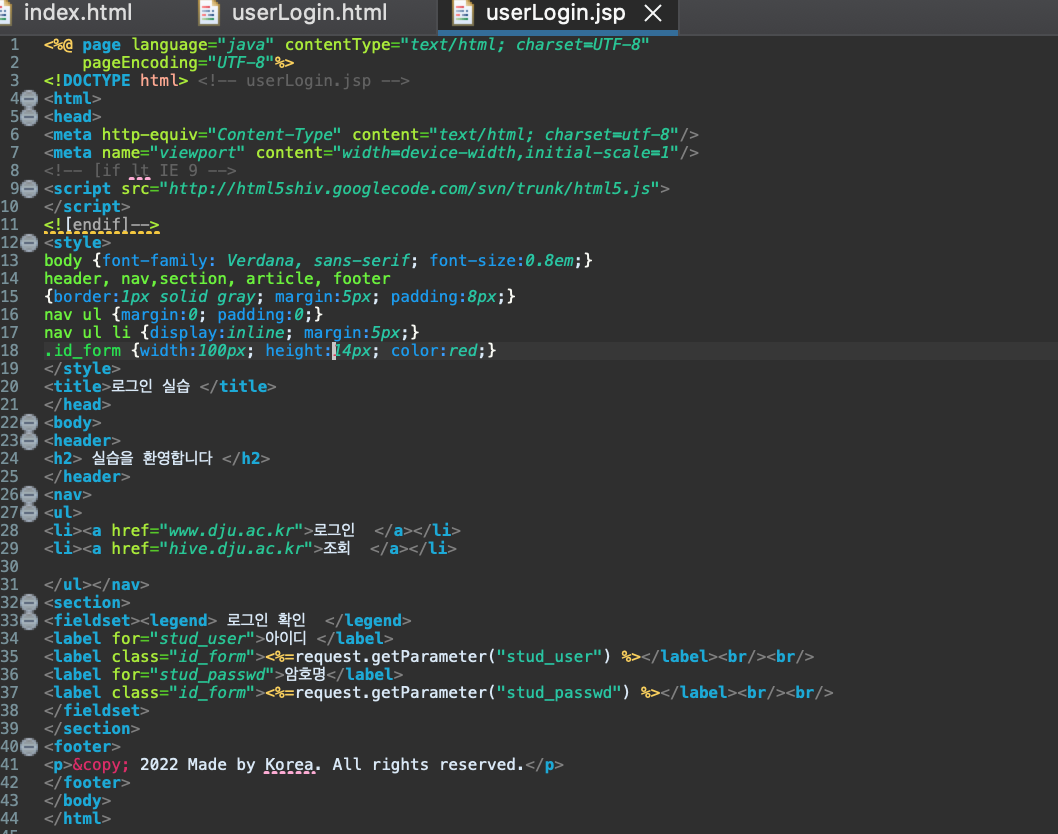 index.html userLogin.html userLogin.jsp
1 <%@ page language="java" contentType="text/html; charset=UTF-8"
2 pageEncoding="UTF-8"%>
3 <!DOCTYPE html> <!-- userLogin.jsp -->
4 <html>
5 <head>
6 <meta http-equiv="Content-Type" content="text/html; charset=utf-8"/>
7 <meta name="viewport" content="width=device-width,initial-scale=1"/>
8 <!-- [if lt IE 9 -->
9 <script src="http://html5shiv.googlecode.com/svn/trunk/html5.js">
10 </script>
11 <![endif]-->
12 <style>
13 body {font-family: Verdana, sans-serif; font-size:0.8em;}
14 header, nav,section, article, footer
15 {border:1px solid gray; margin:5px; padding:8px;}
16 nav ul {margin:0; padding:0;}
17 nav ul li {display:inline; margin:5px;}
18 .id_form {width:100px; height:14px; color:red;}
19 </style>
20 <title>로그인 실습 </title>
21 </head>
22 <body>
23 <header>
24 <h2> 실습을 환영합니다 </h2>
25 </header>
26 <nav>
27 <ul>
28 <li><a href="www.dju.ac.kr">로그인 </a></li>
29 <li><a href="hive.dju.ac.kr">조회 </a></li>
30
31 </ul></nav>
32 <section>
33 <fieldset><legend> 로그인 확인 </legend>
34 <label for="stud_user">아이디 </label>
35 <label class="id_form"><%=request.getParameter("stud_user") %></label><br/><br/>
36 <label for="stud_passwd">암호명</label>
37 <label class="id_form"><%=request.getParameter("stud_passwd") %></label><br/><br/>
38 </fieldset>
39 </section>
40 <footer>
41 <p>&copy; 2022 Made by Korea. All rights reserved.</p>
42 </footer>
43 </body>
44 </html>